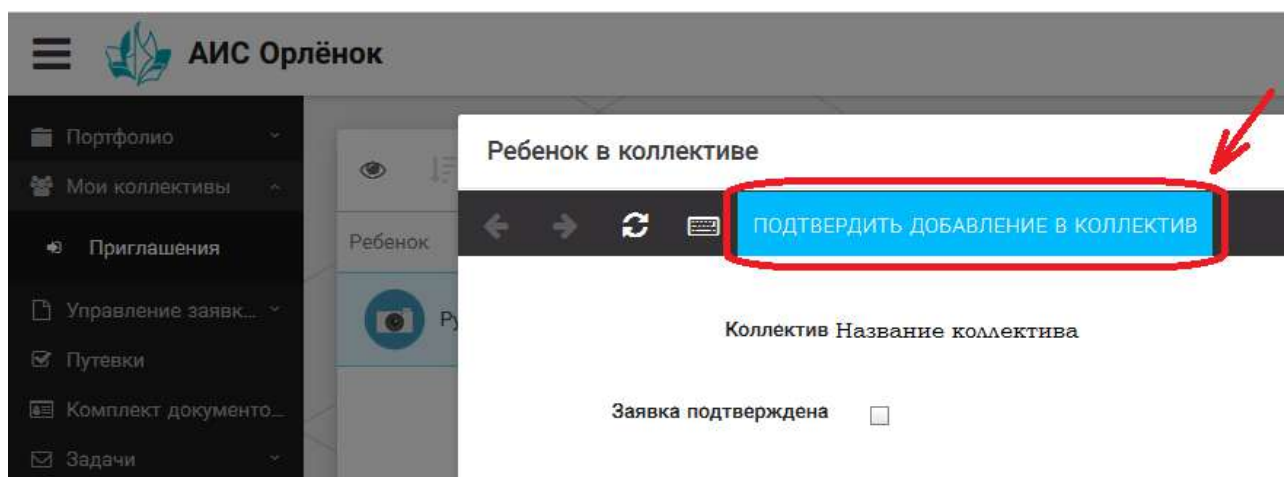 АИС Орлёнок
Портфолио
Мои коллективы
Приглашения
Управление заявк...
Путевки
Комплект документо...
Задачи
Ребенок
Ребенок в коллективе
ПОДТВЕРДИТЬ ДОБАВЛЕНИЕ В КОЛЛЕКТИВ
Коллектив Название коллектива
Заявка подтверждена